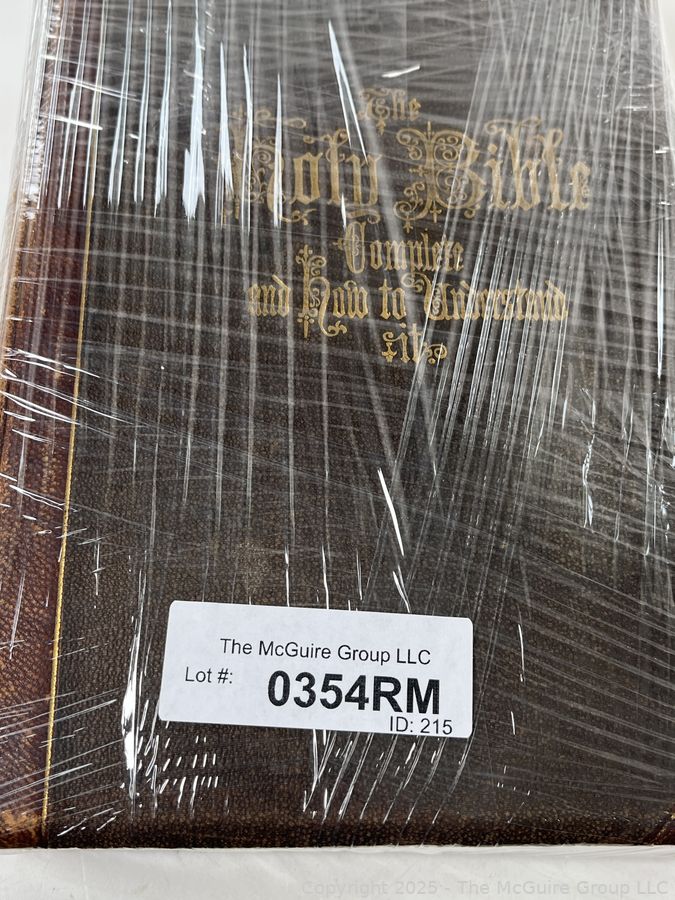 The
Holy Bible
Complete
and How to Understand
it
The McGuire Group LLC
Lot #: 0354RM
ID: 215
Copyright 2025 - The McGuire Group LLC